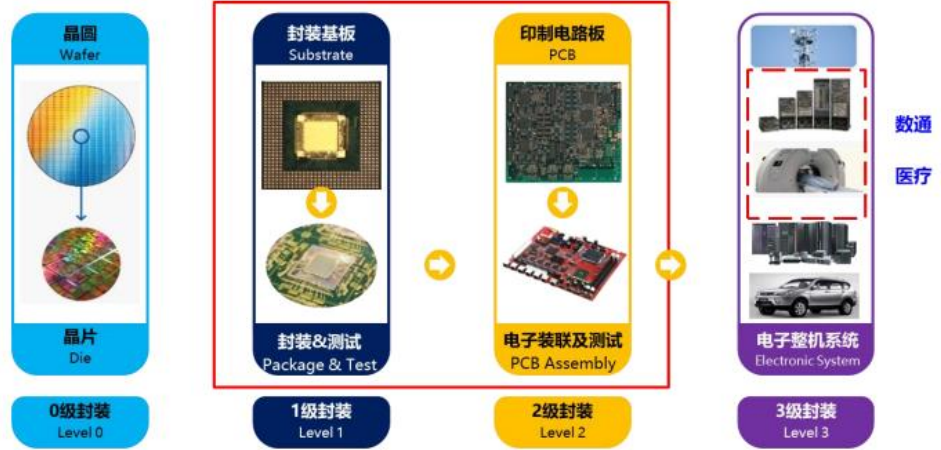 晶圆
Wafer
晶片
Die
0级封装
Level 0
封装基板
Substrate
封装&测试
Package & Test
1级封装
Level 1
印制电路板
PCB
电子装联及测试
PCB Assembly
2级封装
Level 2
数通
医疗
电子整机系统
Electronic System
3级封装
Level 3